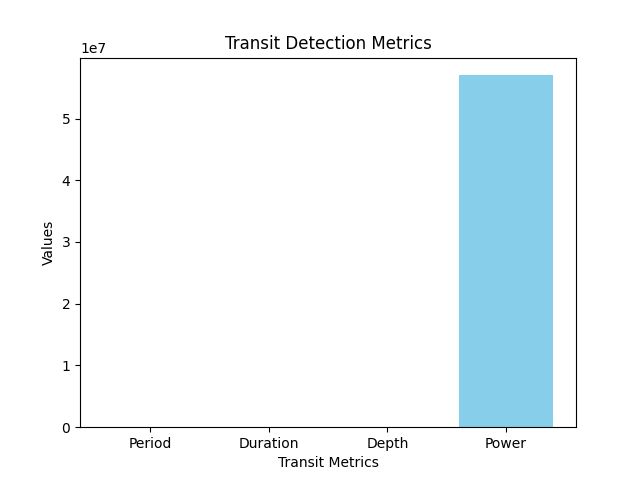 Transit Detection Metrics
1e7
5
4
3
2
1
0
Values
Period Duration Depth Power
Transit Metrics